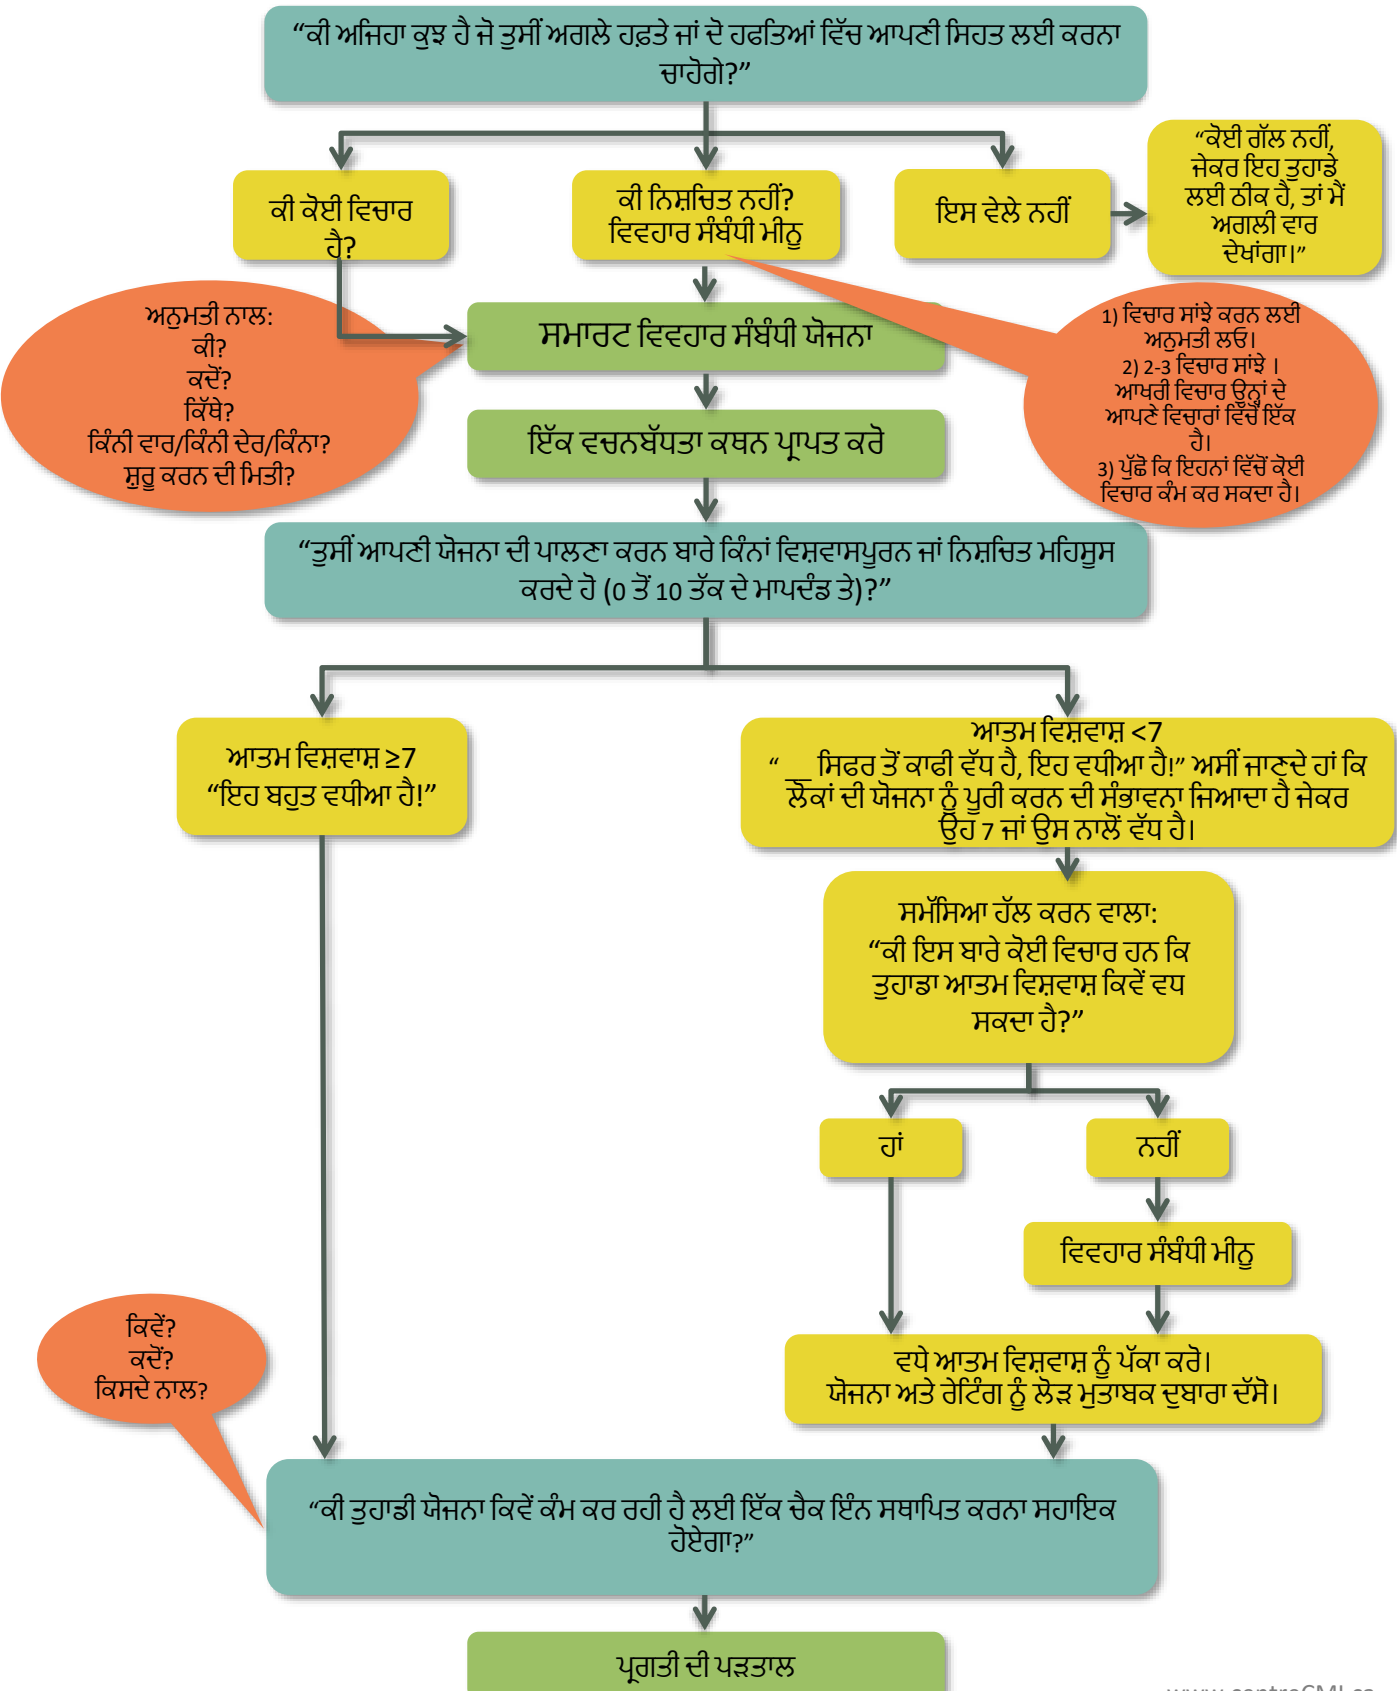 “ਕੀ ਅਜਿਹਾ ਕੁਝ ਹੈ ਜੋ ਤੁਸੀਂ ਅਗਲੇ ਹਫ਼ਤੇ ਜਾਂ ਦੋ ਹਫਤਿਆਂ ਵਿੱਚ ਆਪਣੀ ਸਿਹਤ ਲਈ ਕਰਨਾ
ਚਾਹੋਗੇ?”
ਕੀ ਕੋਈ ਵਿਚਾਰ
ਹੈ?
ਕੀ ਨਿਸ਼ਚਿਤ ਨਹੀਂ?
ਵਿਵਹਾਰ ਸੰਬੰਧੀ ਮੀਨੂ
ਇਸ ਵੇਲੇ ਨਹੀਂ
“ਕੋਈ ਗੱਲ ਨਹੀਂ,
ਜੇਕਰ ਇਹ ਤੁਹਾਡੇ
ਲਈ ਠੀਕ ਹੈ, ਤਾਂ ਮੈਂ
ਅਗਲੀ ਵਾਰ
ਦੇਖਾਂਗਾ।”
ਅਨੁਮਤੀ ਨਾਲ:
ਕੀ?
ਕਦੋਂ?
ਕਿੱਥੇ?
ਕਿੰਨੀ ਵਾਰ/ਕਿੰਨੀ ਦੇਰ/ਕਿੰਨਾ?
ਸ਼ੁਰੂ ਕਰਨ ਦੀ ਮਿਤੀ?
ਸਮਾਰਟ ਵਿਵਹਾਰ ਸੰਬੰਧੀ ਯੋਜਨਾ
1) ਵਿਚਾਰ ਸਾਂਝੇ ਕਰਨ ਲਈ
ਅਨੁਮਤੀ ਲਓ।
2) 2-3 ਵਿਚਾਰ ਸਾਂਝੇ ।
ਆਖਰੀ ਵਿਚਾਰ ਉਨ੍ਹਾਂ ਦੇ
ਆਪਣੇ ਵਿਚਾਰਾਂ ਵਿੱਚੋਂ ਇੱਕ
ਹੈ।
3) ਪੁੱਛੋ ਕਿ ਇਹਨਾਂ ਵਿੱਚੋਂ ਕੋਈ
ਵਿਚਾਰ ਕੰਮ ਕਰ ਸਕਦਾ ਹੈ।
ਇੱਕ ਵਚਨਬੱਧਤਾ ਕਥਨ ਪ੍ਰਾਪਤ ਕਰੋ
“ਤੁਸੀਂ ਆਪਣੀ ਯੋਜਨਾ ਦੀ ਪਾਲਣਾ ਕਰਨ ਬਾਰੇ ਕਿੰਨਾਂ ਵਿਸ਼ਵਾਸਪੂਰਨ ਜਾਂ ਨਿਸ਼ਚਿਤ ਮਹਿਸੂਸ
ਕਰਦੇ ਹੋ (0 ਤੋਂ 10 ਤੱਕ ਦੇ ਮਾਪਦੰਡ ਤੇ)?”
ਆਤਮ ਵਿਸ਼ਵਾਸ਼ ≥7
“ਇਹ ਬਹੁਤ ਵਧੀਆ ਹੈ!”
ਆਤਮ ਵਿਸ਼ਵਾਸ਼ <7
“ __ ਸਿਫਰ ਤੋਂ ਕਾਫੀ ਵੱਧ ਹੈ, ਇਹ ਵਧੀਆ ਹੈ!” ਅਸੀਂ ਜਾਣਦੇ ਹਾਂ ਕਿ
ਲੋਕਾਂ ਦੀ ਯੋਜਨਾ ਨੂੰ ਪੂਰੀ ਕਰਨ ਦੀ ਸੰਭਾਵਨਾ ਜਿਆਦਾ ਹੈ ਜੇਕਰ
ਉਹ 7 ਜਾਂ ਉਸ ਨਾਲੋਂ ਵੱਧ ਹੈ।
ਸਮੱਸਿਆ ਹੱਲ ਕਰਨ ਵਾਲਾ:
“ਕੀ ਇਸ ਬਾਰੇ ਕੋਈ ਵਿਚਾਰ ਹਨ ਕਿ
ਤੁਹਾਡਾ ਆਤਮ ਵਿਸ਼ਵਾਸ਼ ਕਿਵੇਂ ਵਧ
ਸਕਦਾ ਹੈ?”
ਹਾਂ
ਨਹੀਂ
ਵਿਵਹਾਰ ਸੰਬੰਧੀ ਮੀਨੂ
ਕਿਵੇਂ?
ਕਦੋਂ?
ਕਿਸਦੇ ਨਾਲ?
ਵਧੇ ਆਤਮ ਵਿਸ਼ਵਾਸ਼ ਨੂੰ ਪੱਕਾ ਕਰੋ।
ਯੋਜਨਾ ਅਤੇ ਰੇਟਿੰਗ ਨੂੰ ਲੋੜ ਮੁਤਾਬਕ ਦੁਬਾਰਾ ਦੱਸੋ।
“ਕੀ ਤੁਹਾਡੀ ਯੋਜਨਾ ਕਿਵੇਂ ਕੰਮ ਕਰ ਰਹੀ ਹੈ ਲਈ ਇੱਕ ਚੈਕ ਇੰਨ ਸਥਾਪਿਤ ਕਰਨਾ ਸਹਾਇਕ
ਹੋਏਗਾ?”
ਪ੍ਰਗਤੀ ਦੀ ਪੜਤਾਲ